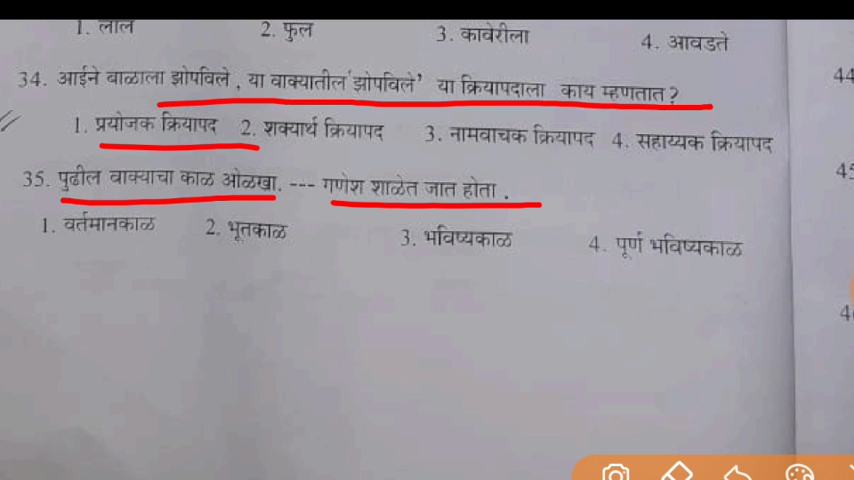 1. लाल 2. फुल 3. कावेरीला 4. आवडते
34. आईने बाळाला झोपविले , या वाक्यातील 'झोपविले' या क्रियापदाला काय म्हणतात ? 44
1. प्रयोजक क्रियापद 2. शक्यार्थ क्रियापद 3. नामवाचक क्रियापद 4. सहाय्यक क्रियापद
35. पुढील वाक्याचा काळ ओळखा. --- गणेश शाळेत जात होता .
1. वर्तमानकाळ 2. भूतकाळ 3. भविष्यकाळ 4. पूर्ण भविष्यकाळ